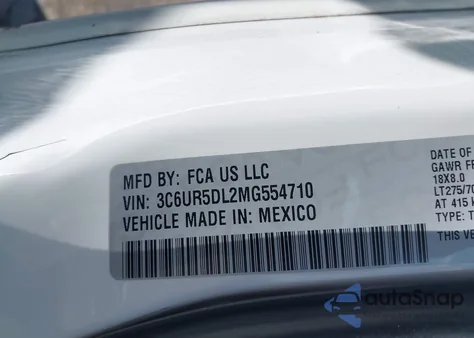 MFD BY: FCA US LLC
VIN: 3C6UR5DL2MG554710
VEHICLE MADE IN: MEXICO
DATE OF
GAWR FR
18X8.0
LT275/70
AT 415 k
TYPE: T
THIS VE
autoSnap